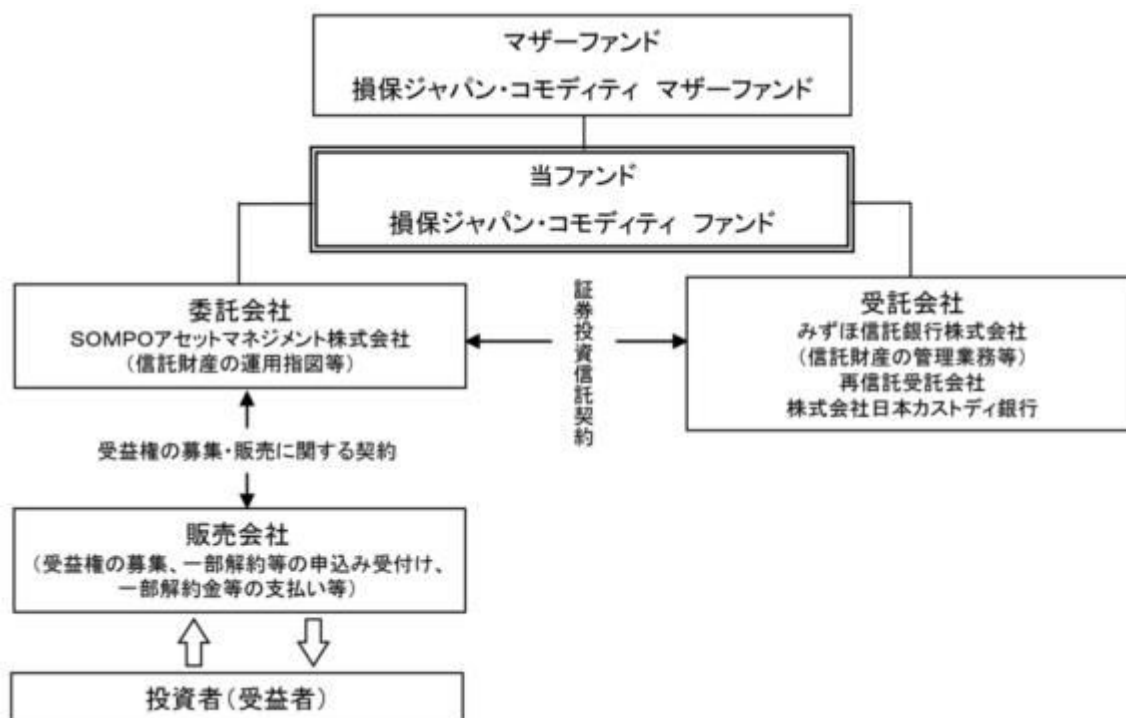 マザーファンド
損保ジャパン・コモディティ マザーファンド
当ファンド
損保ジャパン・コモディティ ファンド
委託会社
SOMPOアセットマネジメント株式会社
(信託財産の運用指図等)
証券投資信託契約
受託会社
みずほ信託銀行株式会社
(信託財産の管理業務等)
再信託受託会社
株式会社日本カストディ銀行
受益権の募集・販売に関する契約
販売会社
(受益権の募集、一部解約等の申込み受付け、
一部解約金等の支払い等)
投資者(受益者)